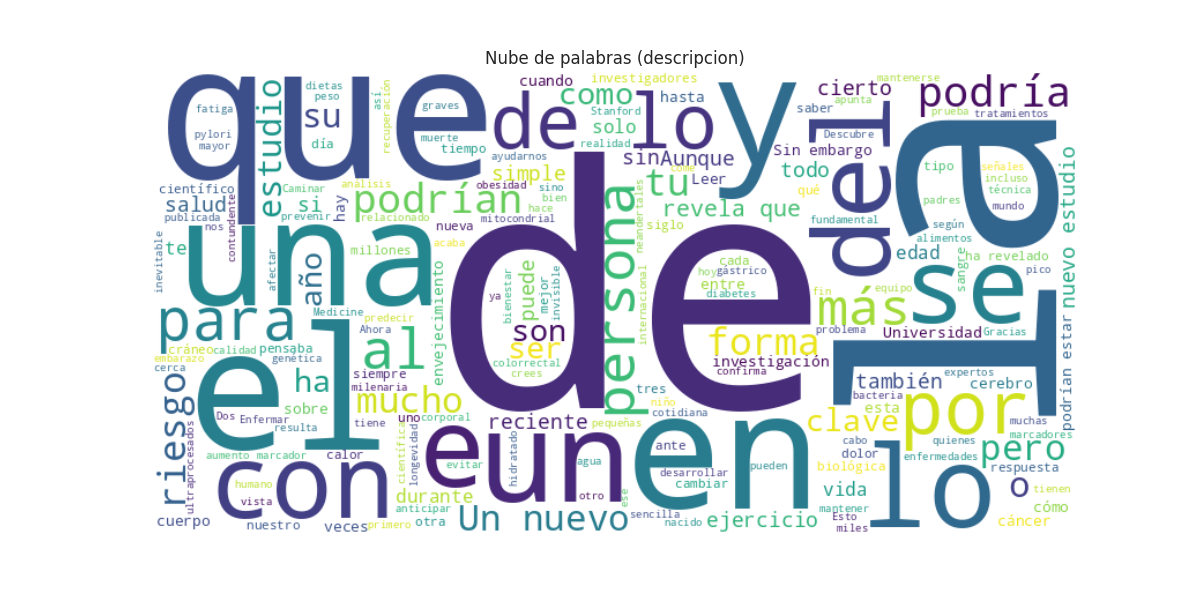 Nube de palabras (descripcion)
que
de lo
y
del
la
podría
de
una
el
en
se
con
e
un
lo
por
para
al
su
estudio
fatiga
dietas
peso
pylori
mayor
día
así
recuperación
graves
muerte
tiempo
cuando
investigadores
como
hasta
Stanford
solo
realidad
ayudarnos
simple
sin
Aunque
Leer
saber
cierto
mantenerse
apunta
Descubre
Sin embargo
todo
qué
prueba
tratamientos
tipo
señales
incluso
técnica
padres
mundo
según
alimentos
edad
ha revelado
sangre
pico
nuevo estudio
podrían estar
científico
salud
publicada
nos
contundente
Caminar
si
prevenir
hay
análisis
podrían
relacionado
obesidad
mitocondrial
nueva
sino
bien
hace
tu
revela que
siglo
neandertales
persona
internacional
fundamental
inevitable
te
afectar
año
millones
acaba
envejecimiento
Medicine
predecir
Ahora
ya
bienestar
puede
mejor
invisible
son
ser
colorrectal
crees
cada
hoy
gástrico
entre
diabetes
fin
equipo
más
problema
Universidad
Gracias
forma
investigación
confirma
cráneo
calidad
pensaba
embarazo
genética
cerca
siempre
milenaria
ha
mucho
tres
niño
cotidiana
pequeñas
también
expertos
cerebro
bacteria
esta
clave
muchas
marcadores
riesgo
ultraprocesados
Dos
Enfermar
sobre
resulta
tiene
uno
corporal
reciente
come
científica
longevidad
evitar
hidratado
agua
otro
ese
ante
desarrollar
cambiar
pueden
cabo
dolor
biológica
quienes
enfermedades
pero
respuesta
o
tienen
cómo
cáncer
aumento
marcador
calor
humano
vista
cuerpo
nuestro
veces
primero
durante
anticipar
otra
Un nuevo
sencilla
nacido
ejercicio
vida
mantener
Esto
miles